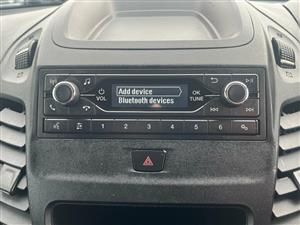 Add device
Bluetooth devices
VOL
OK
TUNE
1 2 3 4 5 6